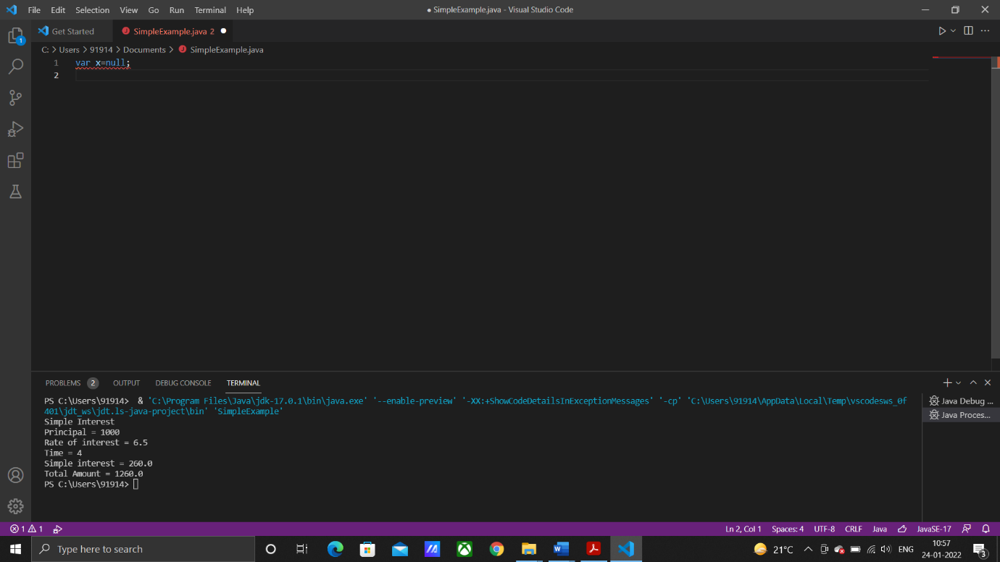 File Edit Selection View Go Run Terminal Help
● SimpleExample.java - Visual Studio Code
1
Get Started
SimpleExample.java 2 ●
C: > Users > 91914 > Documents > SimpleExample.java
1 var x=null;
2
PROBLEMS 2 OUTPUT DEBUG CONSOLE TERMINAL
PS C:\Users\91914>  & 'C:\Program Files\Java\jdk-17.0.1\bin\java.exe' '--enable-preview' '-XX:+ShowCodeDetailsInExceptionMessages' '-cp' 'C:\Users\91914\AppData\Local\Temp\vscodesws_0f
401\jdt_ws\jdt.ls-java-project\bin' 'SimpleExample'
Simple Interest
Principal = 1000
Rate of interest = 6.5
Time = 4
Simple interest = 260.0
Total Amount = 1260.0
PS C:\Users\91914>
Java Debug ...
Java Proces...
1 1
Ln 2, Col 1 Spaces: 4 UTF-8 CRLF Java JavaSE-17
Type here to search
21°C
ENG
10:57
24-01-2022
3